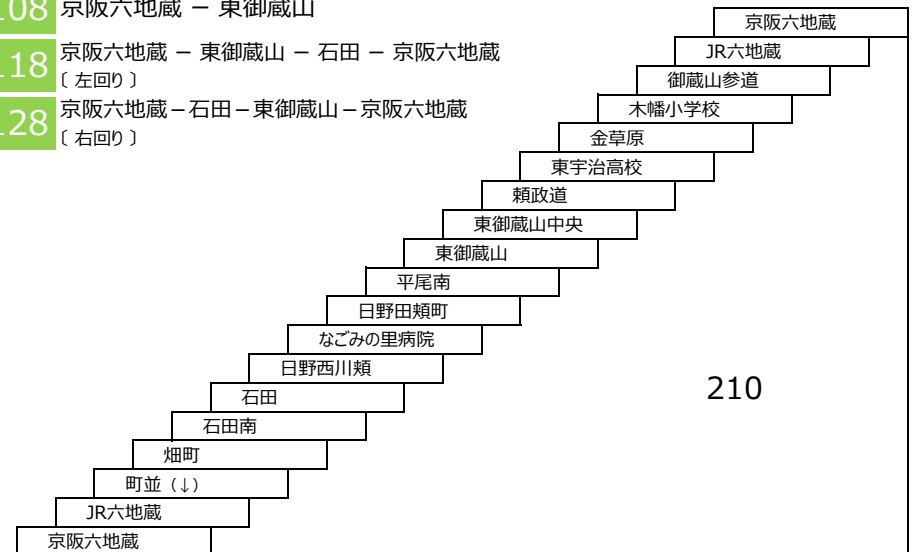 108 京阪六地蔵 － 東御蔵山
118 京阪六地蔵 － 東御蔵山 － 石田 － 京阪六地蔵
〔 左回り 〕
128 京阪六地蔵－石田－東御蔵山－京阪六地蔵
〔 右回り 〕
京阪六地蔵
JR六地蔵
御蔵山参道
木幡小学校
金草原
東宇治高校
頼政道
東御蔵山中央
東御蔵山
平尾南
日野田頬町
なごみの里病院
日野西川頬
石田
210
石田南
畑町
町並（↓）
JR六地蔵
京阪六地蔵